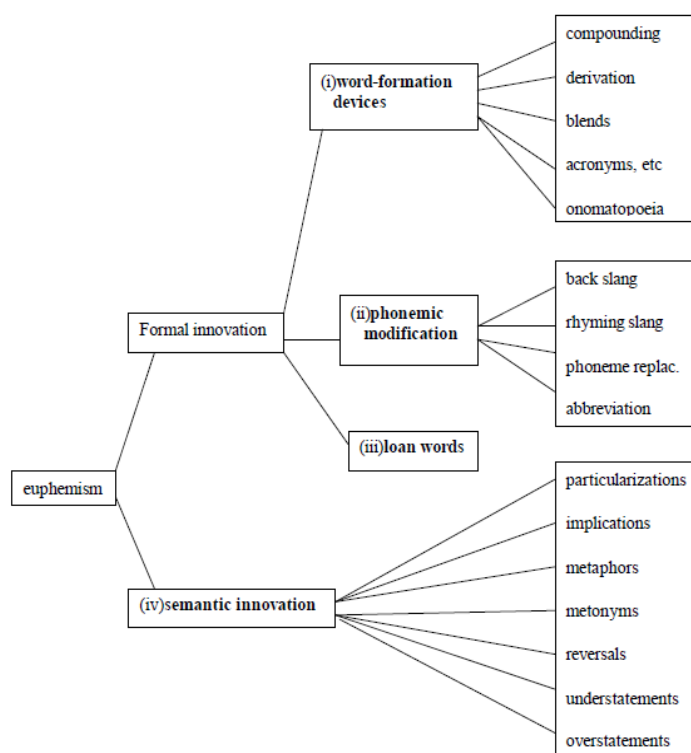 compounding
(i)word-formation
devices
derivation
blends
acronyms, etc
onomatopoeia
back slang
(ii)phonemic
modification
rhyming slang
Formal innovation
phoneme replac.
abbreviation
(iii)loan words
particularizations
euphemism
implications
metaphors
(iv)semantic innovation
metonyms
reversals
understatements
overstatements